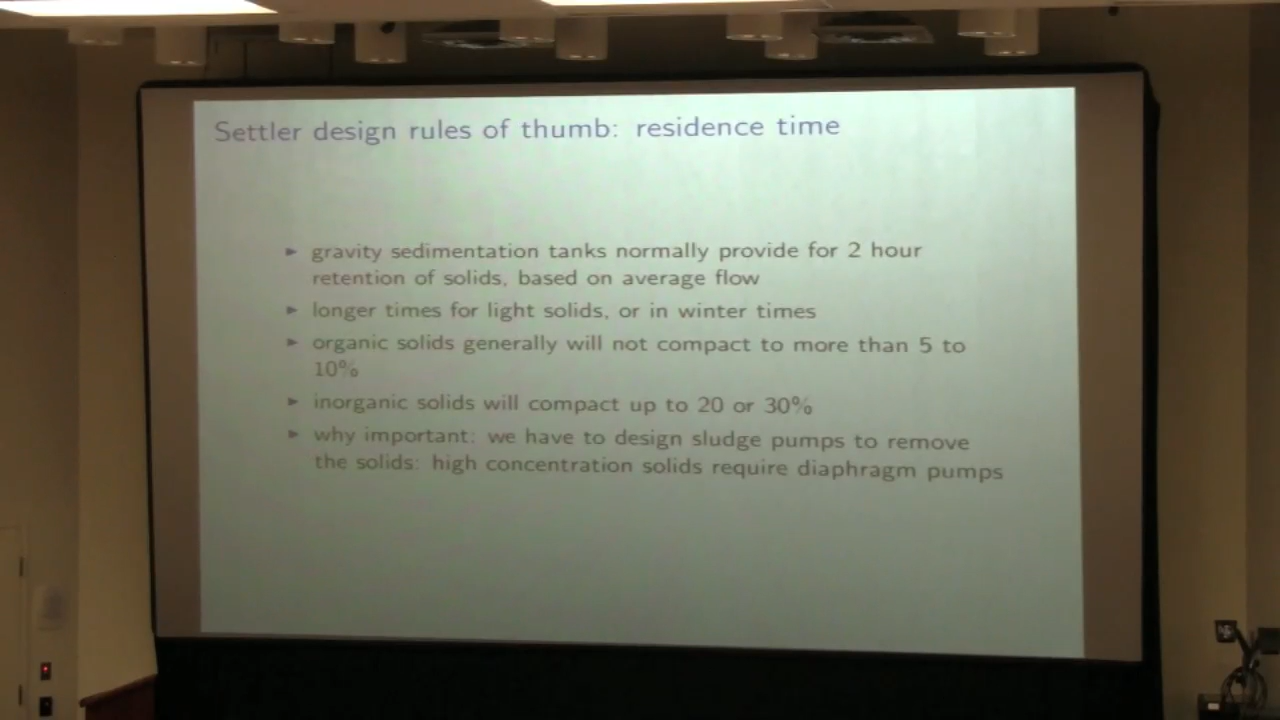 Settler design rules of thumb: residence time
► gravity sedimentation tanks normally provide for 2 hour
retention of solids, based on average flow
► longer times for light solids, or in winter times
► organic solids generally will not compact to more than 5 to
10%
► inorganic solids will compact up to 20 or 30%
► why important: we have to design sludge pumps to remove
the solids: high concentration solids require diaphragm pumps